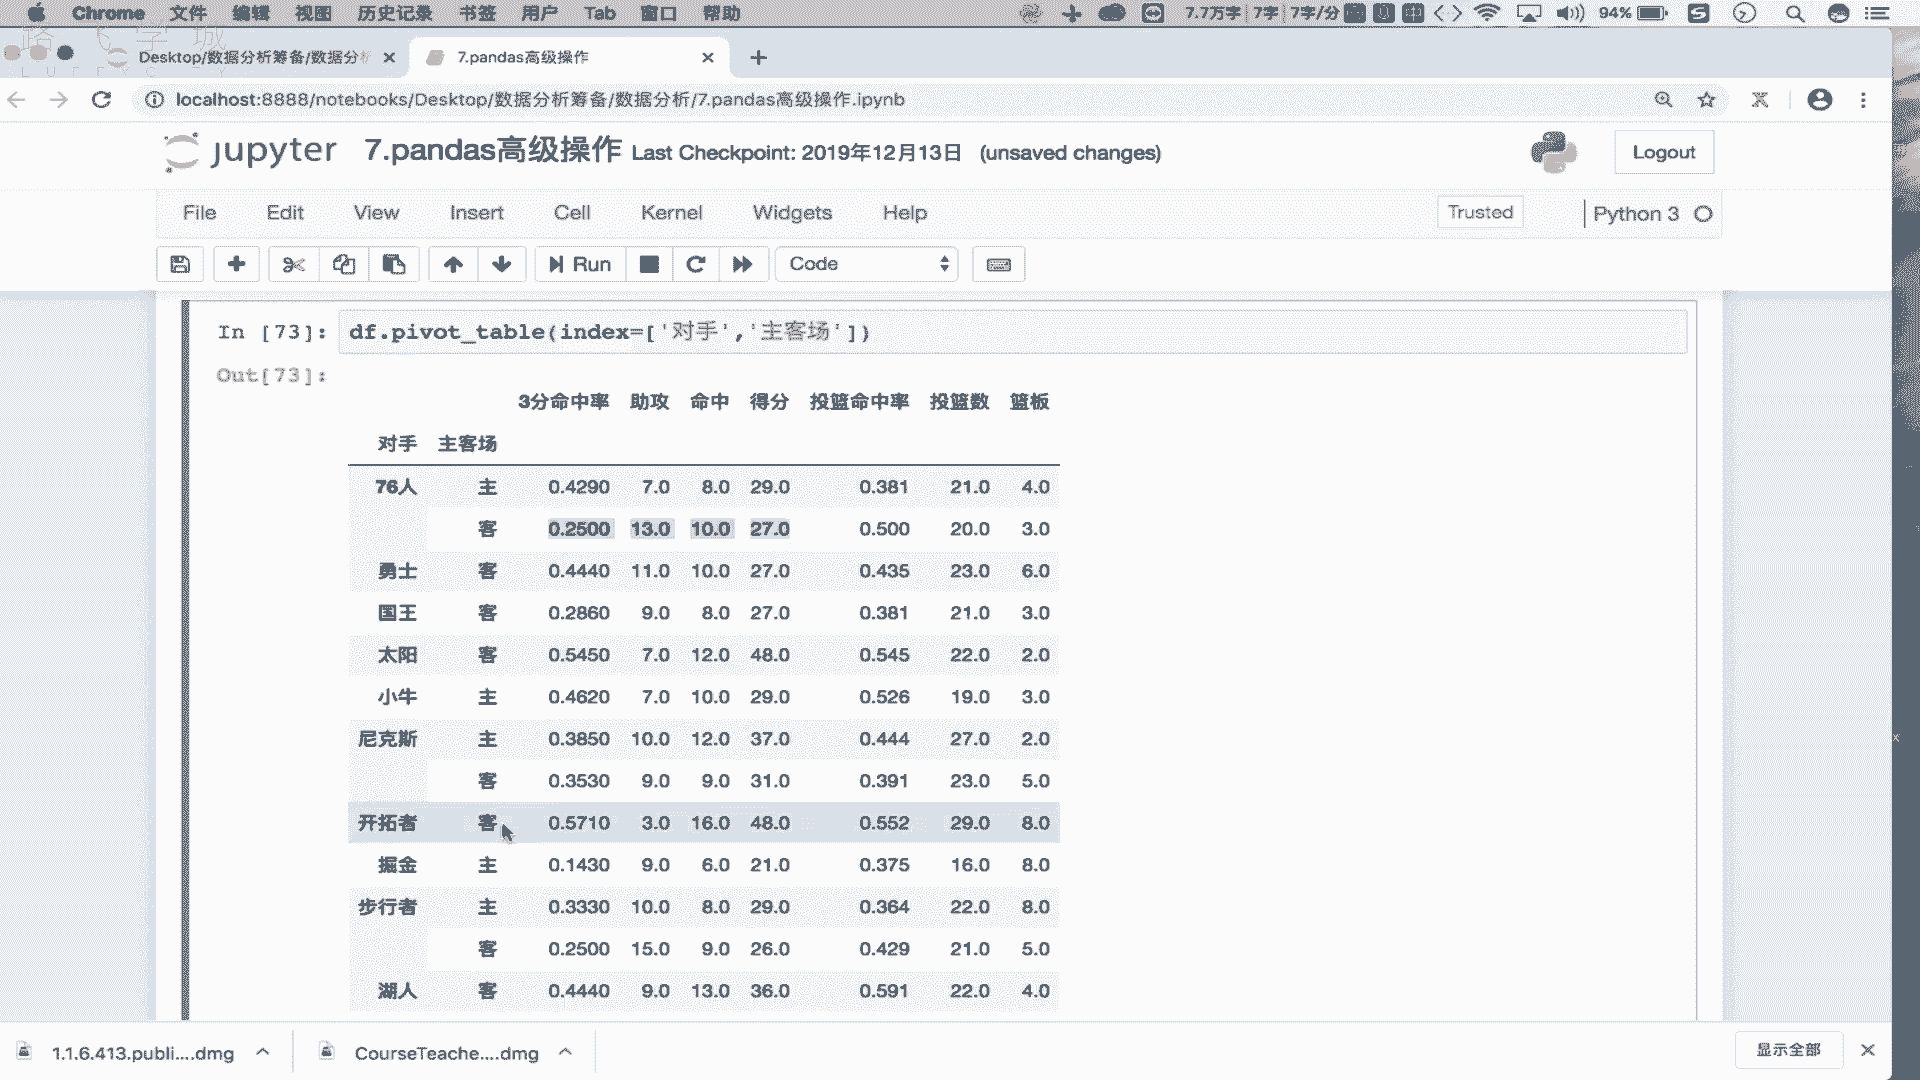 Chrome 文件 编辑 视图 历史记录 书签 用户 Tab 窗口 帮助 7.7万字 7字 7字/分 94%
Desktop/数据分析筹备/数据分析 7.pandas高级操作
localhost:8888/notebooks/Desktop/数据分析筹备/数据分析/7.pandas高级操作.ipynb
jupyter 7.pandas高级操作 Last Checkpoint: 2019年12月13日 (unsaved changes) Logout
File Edit View Insert Cell Kernel Widgets Help Trusted Python 3
Run Code
In [73]: df.pivot_table(index=['对手','主客场'])
Out[73]:
3分命中率 助攻 命中 得分 投篮命中率 投篮数 篮板
对手 主客场
76人 主 0.4290 7.0 8.0 29.0 0.381 21.0 4.0
客 0.2500 13.0 10.0 27.0 0.500 20.0 3.0
勇士 客 0.4440 11.0 10.0 27.0 0.435 23.0 6.0
国王 客 0.2860 9.0 8.0 27.0 0.381 21.0 3.0
太阳 客 0.5450 7.0 12.0 48.0 0.545 22.0 2.0
小牛 主 0.4620 7.0 10.0 29.0 0.526 19.0 3.0
尼克斯 主 0.3850 10.0 12.0 37.0 0.444 27.0 2.0
客 0.3530 9.0 9.0 31.0 0.391 23.0 5.0
开拓者 客 0.5710 3.0 16.0 48.0 0.552 29.0 8.0
掘金 主 0.1430 9.0 6.0 21.0 0.375 16.0 8.0
步行者 主 0.3330 10.0 8.0 29.0 0.364 22.0 8.0
客 0.2500 15.0 9.0 26.0 0.429 21.0 5.0
湖人 客 0.4440 9.0 13.0 36.0 0.591 22.0 4.0
1.1.6.413.publi....dmg CourseTeache....dmg 显示全部